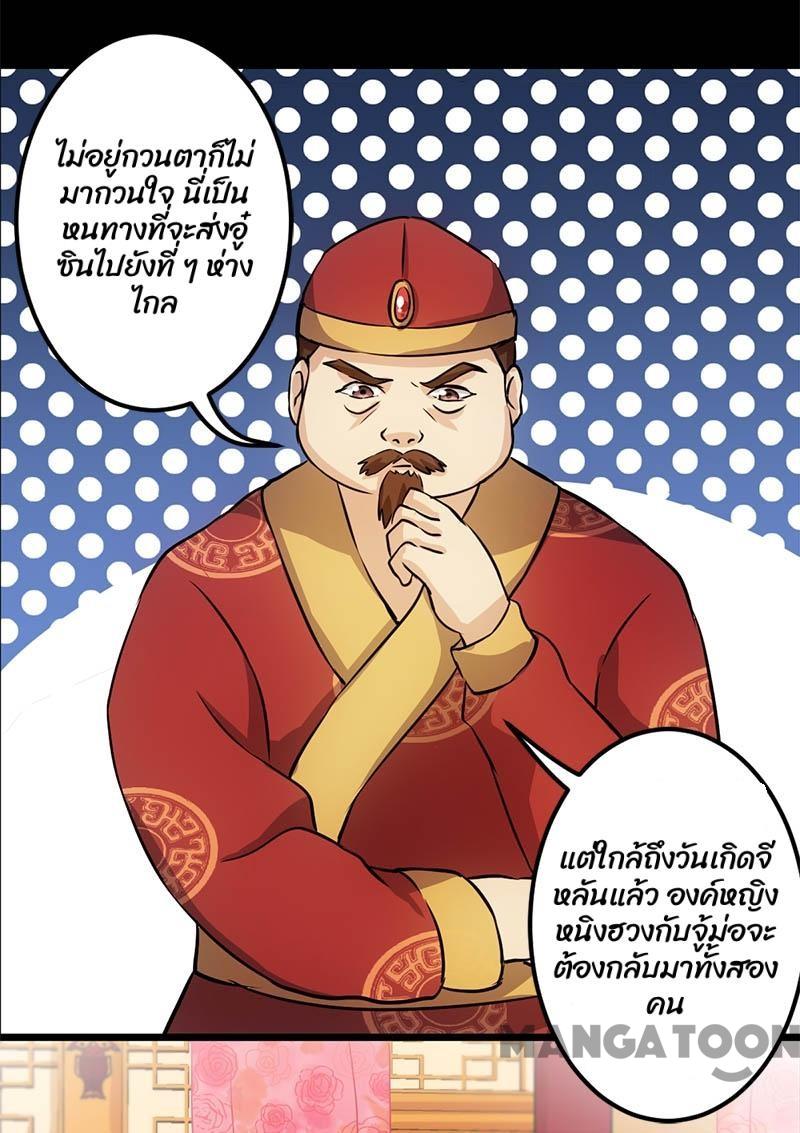 ไม่อยู่กวนตาก็ไม่
มากวนใจ นี่เป็น
หนทางที่จะส่งอู๋
ซินไปยังที่ ๆ ห่าง
ไกล
แต่ใกล้ถึงวันเกิดจี
หลันแล้ว องค์หญิง
หนิงฮวงกับจู้ม่อจะ
ต้องกลับมาทั้งสอง
คน
MANGATOON